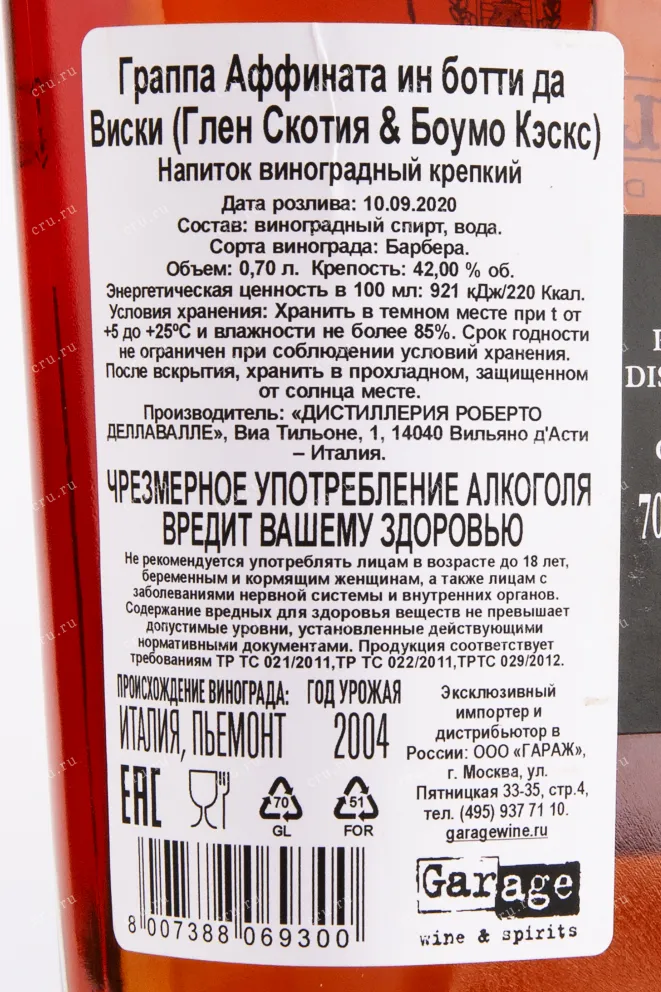 Граппа Аффината ин ботти да
Виски (Глен Скотия & Боумо Кэскс)
Напиток виноградный крепкий
Дата розлива: 10.09.2020
Состав: виноградный спирт, вода.
Сорта винограда: Барбера.
Объем: 0,70 л. Крепость: 42,00 % об.
Энергетическая ценность в 100 мл: 921 кДж/220 Ккал.
Условия хранения: Хранить в темном месте при t от
+5 до +25ºC и влажности не более 85%. Срок годности
не ограничен при соблюдении условий хранения.
После вскрытия, хранить в прохладном, защищенном
от солнца месте.
Производитель: «ДИСТИЛЛЕРИЯ РОБЕРТО
ДЕЛЛАВАЛЛЕ», Виа Тильоне, 1, 14040 Вильяно д'Асти
– Италия.
ЧРЕЗМЕРНОЕ УПОТРЕБЛЕНИЕ АЛКОГОЛЯ
ВРЕДИТ ВАШЕМУ ЗДОРОВЬЮ
Не рекомендуется употреблять лицам в возрасте до 18 лет,
беременным и кормящим женщинам, а также лицам с
заболеваниями нервной системы и внутренних органов.
Содержание вредных для здоровья веществ не превышает
допустимые уровни, установленные действующими
нормативными документами. Продукция соответствует
требованиям ТР ТС 021/2011,ТР ТС 022/2011,ТРТС 029/2012.
ПРОИСХОЖДЕНИЕ ВИНОГРАДА:
ИТАЛИЯ, ПЬЕМОНТ
ГОД УРОЖАЯ
2004
Эксклюзивный
импортер и
дистрибьютор в
России: ООО «ГАРАЖ»,
г. Москва, ул.
Пятницкая 33-35, стр.4,
тел. (495) 937 71 10.
garagewine.ru
EAC
70
GL
51
FOR
8 007388 069300
Garage
wine & spirits
DIS
70
cru.ru